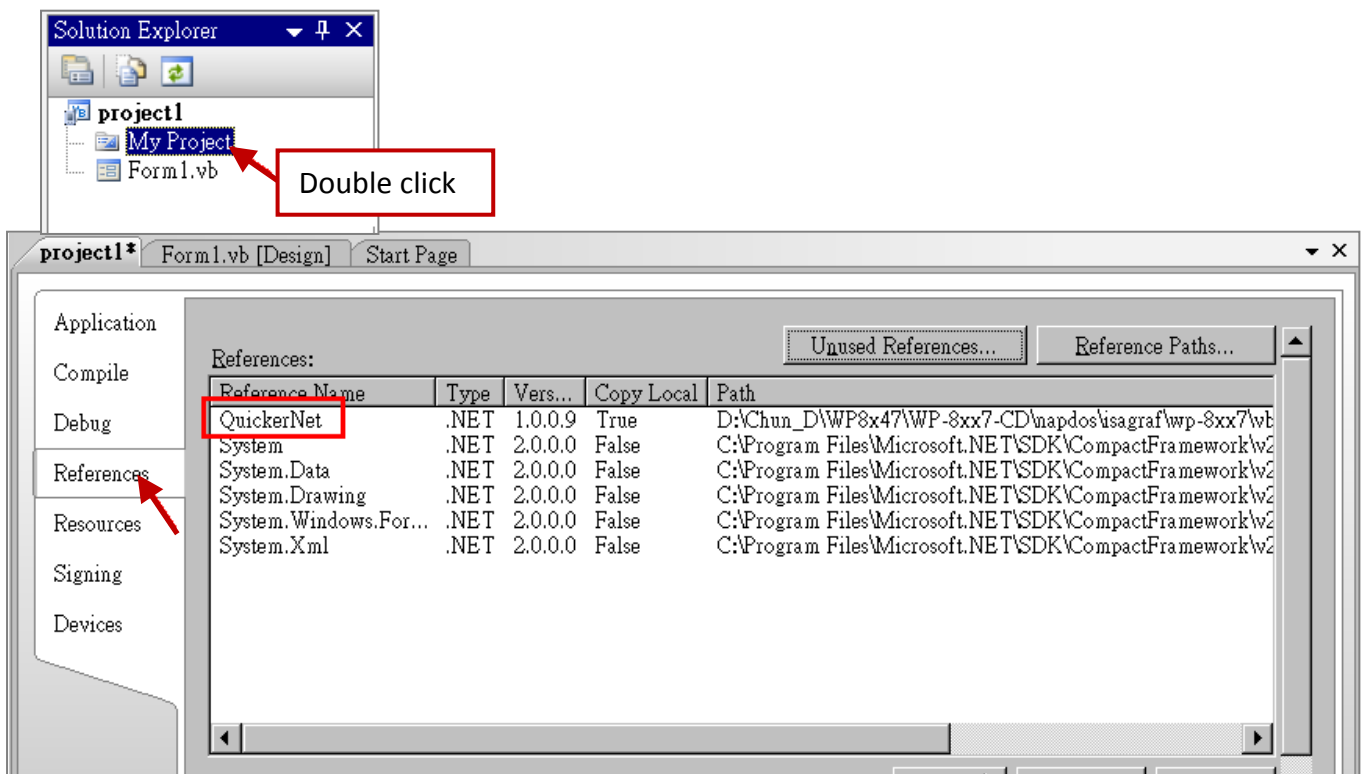 Solution Explorer
project1
My Project
Form1.vb
Double click
project1* Form1.vb [Design] Start Page
Application
Compile
Debug
References
Resources
Signing
Devices
Unused References... Reference Paths...
References:
Reference Name Type Vers... Copy Local Path
QuickerNet .NET 1.0.0.9 True D:\Chun_D\WP8x47\WP-8xx7-CD\napdos\isagraf\wp-8xx7\vb
System .NET 2.0.0.0 False C:\Program Files\Microsoft.NET\SDK\CompactFramework\v2
System.Data .NET 2.0.0.0 False C:\Program Files\Microsoft.NET\SDK\CompactFramework\v2
System.Drawing .NET 2.0.0.0 False C:\Program Files\Microsoft.NET\SDK\CompactFramework\v2
System.Windows.For... .NET 2.0.0.0 False C:\Program Files\Microsoft.NET\SDK\CompactFramework\v2
System.Xml .NET 2.0.0.0 False C:\Program Files\Microsoft.NET\SDK\CompactFramework\v2